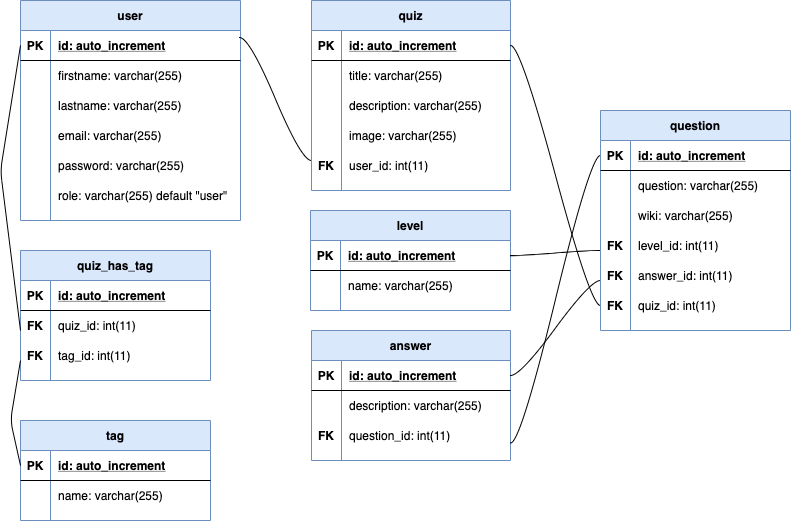 user
PK id: auto_increment
firstname: varchar(255)
lastname: varchar(255)
email: varchar(255)
password: varchar(255)
role: varchar(255) default "user"
quiz
PK id: auto_increment
title: varchar(255)
description: varchar(255)
image: varchar(255)
FK user_id: int(11)
question
PK id: auto_increment
question: varchar(255)
wiki: varchar(255)
FK level_id: int(11)
FK answer_id: int(11)
FK quiz_id: int(11)
level
PK id: auto_increment
name: varchar(255)
quiz_has_tag
PK id: auto_increment
FK quiz_id: int(11)
FK tag_id: int(11)
answer
PK id: auto_increment
description: varchar(255)
FK question_id: int(11)
tag
PK id: auto_increment
name: varchar(255)